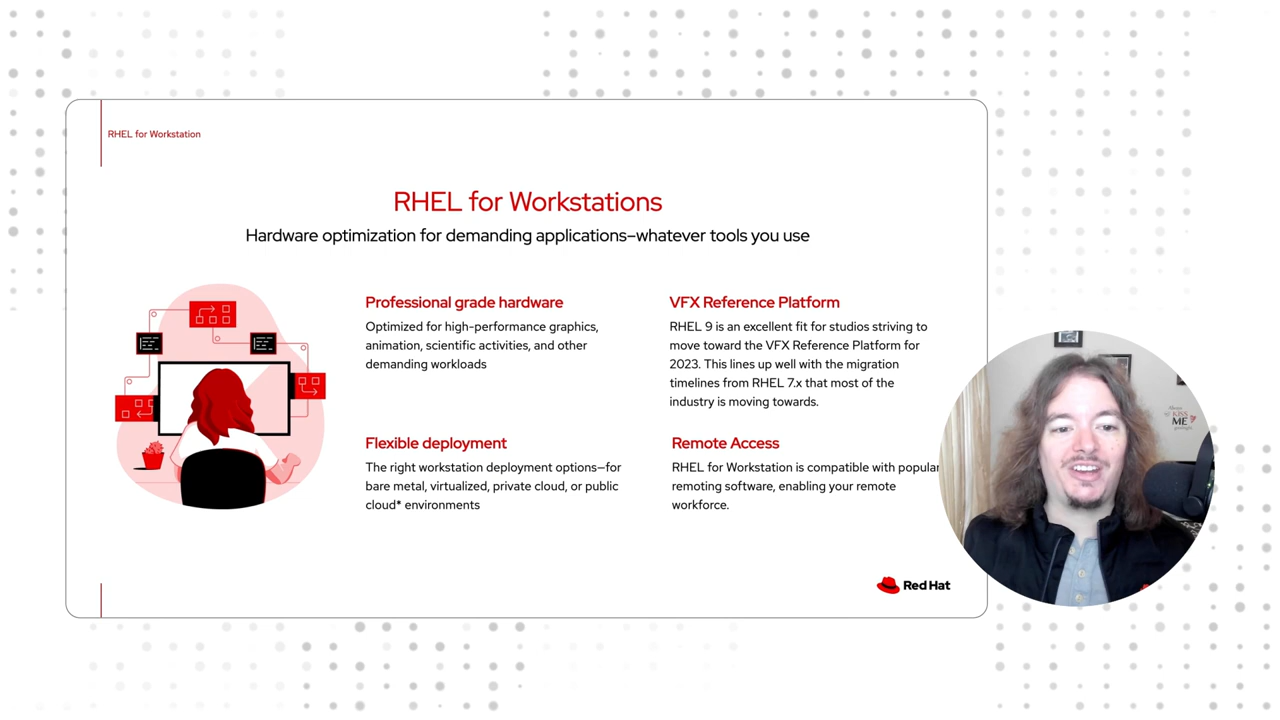 RHEL for Workstation
RHEL for Workstations
Hardware optimization for demanding applications–whatever tools you use
Professional grade hardware
Optimized for high-performance graphics,
animation, scientific activities, and other
demanding workloads
VFX Reference Platform
RHEL 9 is an excellent fit for studios striving to
move toward the VFX Reference Platform for
2023. This lines up well with the migration
timelines from RHEL 7.x that most of the
industry is moving towards.
Flexible deployment
The right workstation deployment options—for
bare metal, virtualized, private cloud, or public
cloud* environments
Remote Access
RHEL for Workstation is compatible with popular
remoting software, enabling your remote
workforce.
Red Hat
KISS
ME